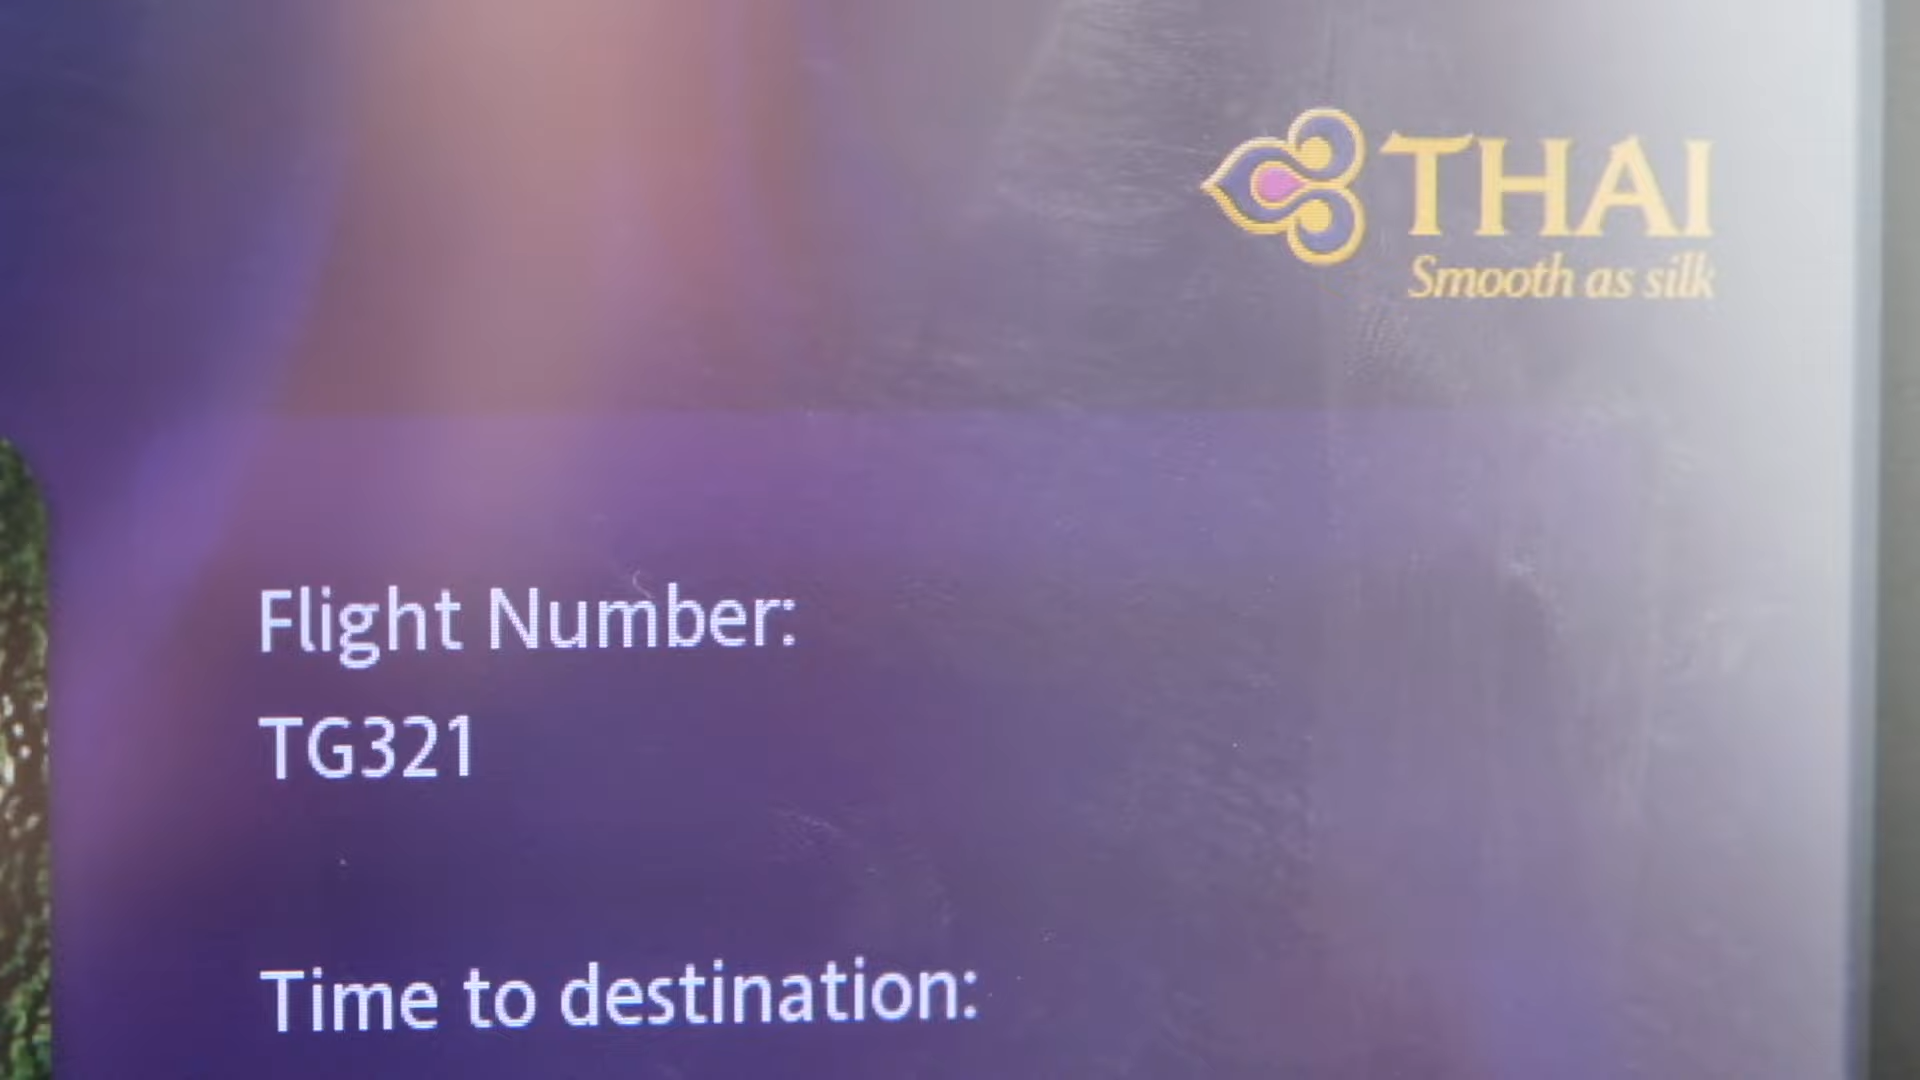 THAI
Smooth as silk
Flight Number:
TG321
Time to destination: